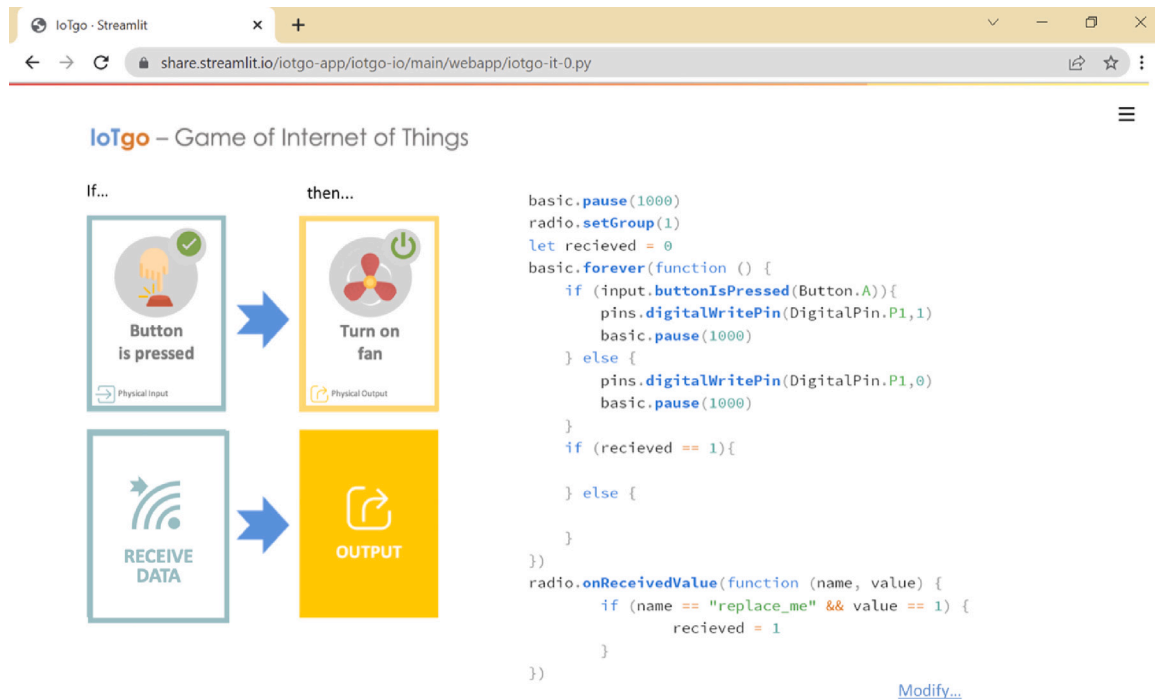 IoTgo · Streamlit
share.streamlit.io/iotgo-app/iotgo-io/main/webapp/iotgo-it-0.py
IoTgo – Game of Internet of Things
If...
then...
Button
is pressed
Physical Input
Turn on
fan
Physical Output
RECEIVE
DATA
OUTPUT
basic.pause(1000)
radio.setGroup(1)
let recieved = 0
basic.forever(function () {
if (input.buttonIsPressed(Button.A)){
pins.digitalWritePin(DigitalPin.P1,1)
basic.pause(1000)
} else {
pins.digitalWritePin(DigitalPin.P1,0)
basic.pause(1000)
}
if (recieved == 1){
} else {
}
})
radio.onReceivedValue(function (name, value) {
if (name == "replace_me" && value == 1) {
recieved = 1
}
})
Modify...